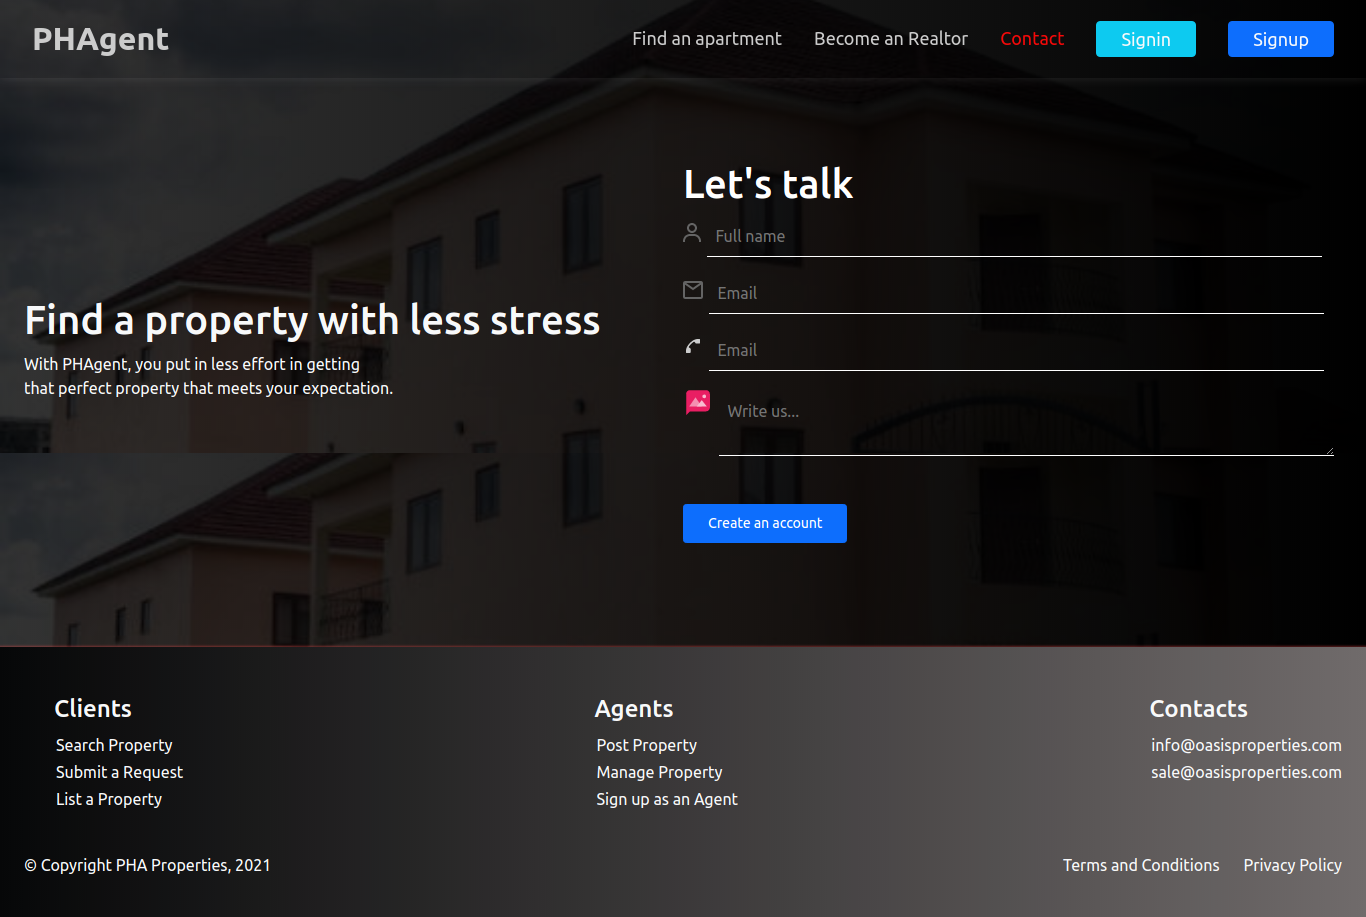 PHAgent
Find an apartment
Become an Realtor
Contact
Signin
Signup
Let's talk
Full name
Email
Email
Write us...
Create an account
Find a property with less stress
With PHAgent, you put in less effort in getting
that perfect property that meets your expectation.
Clients
Search Property
Submit a Request
List a Property
Agents
Post Property
Manage Property
Sign up as an Agent
Contacts
info@oasisproperties.com
sale@oasisproperties.com
© Copyright PHA Properties, 2021
Terms and Conditions
Privacy Policy